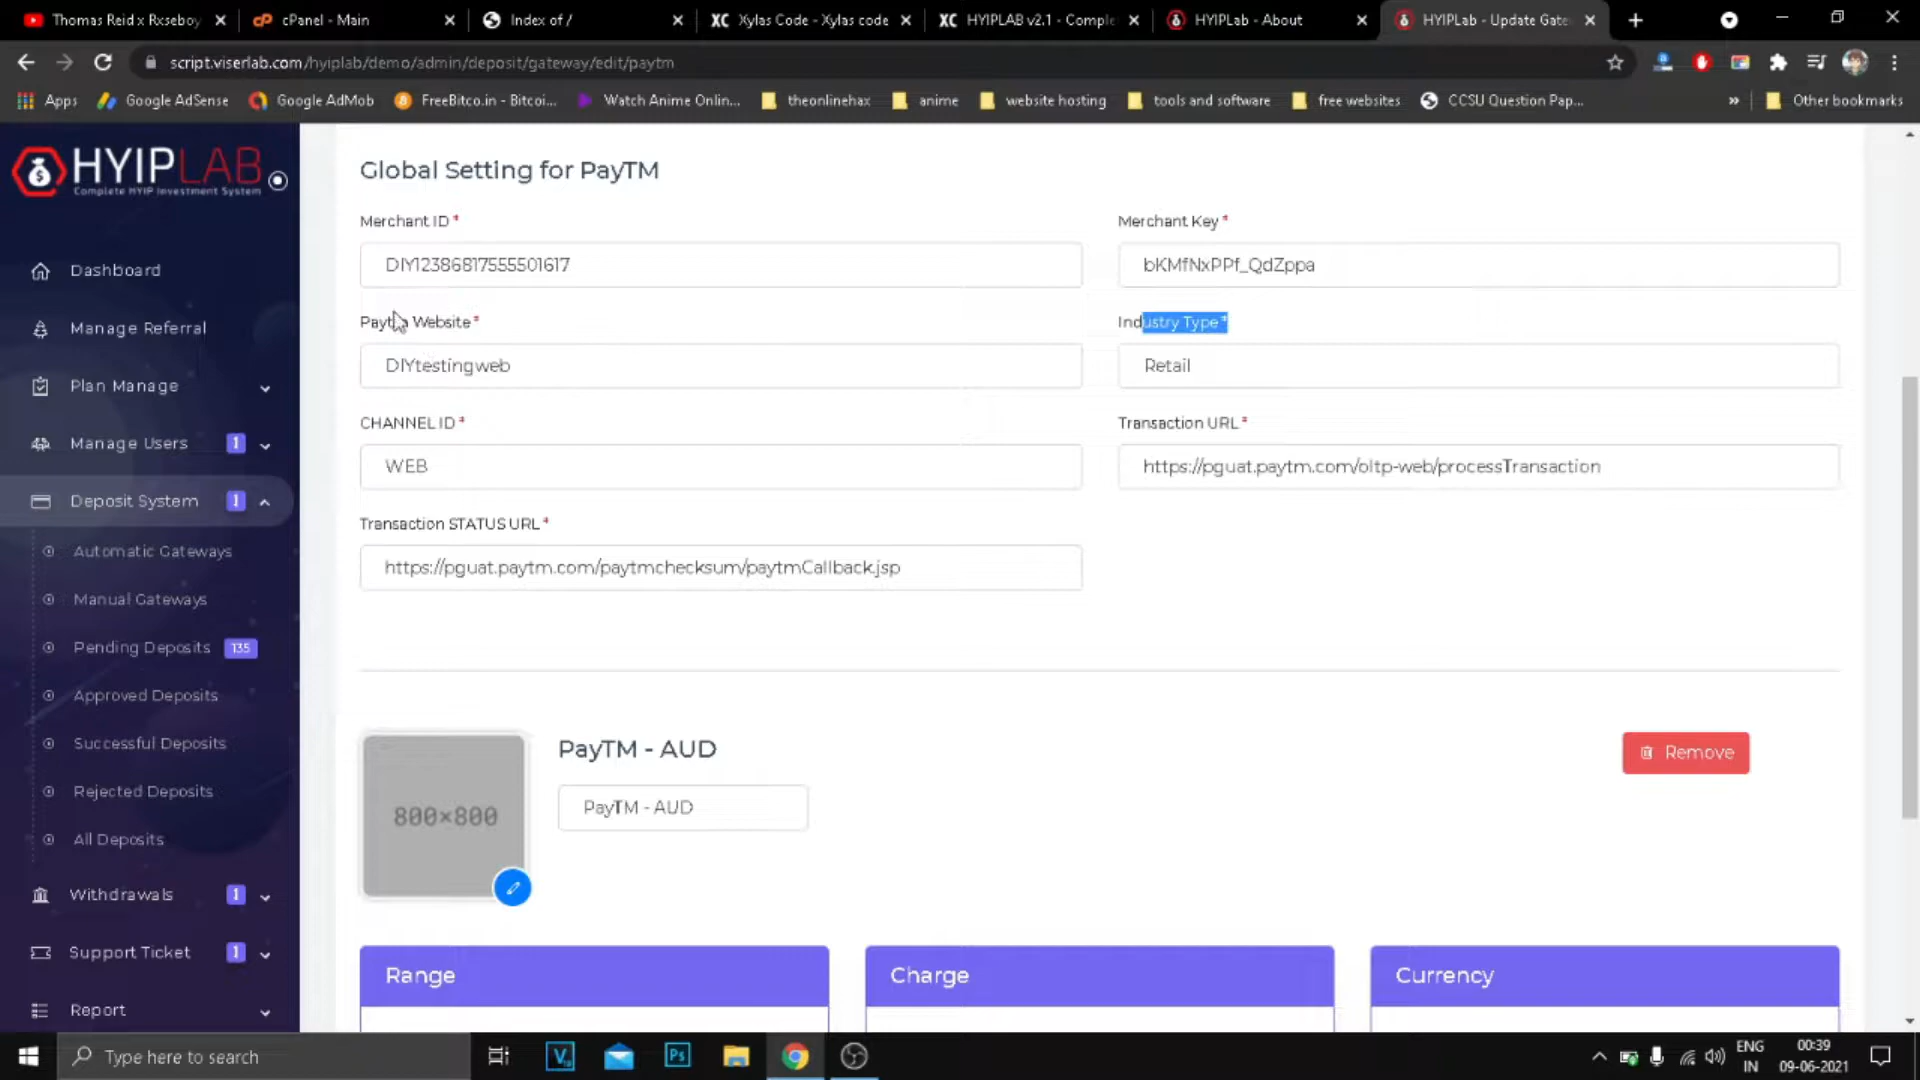 Thomas Reid x Rxseboy
cPanel - Main
Index of /
Xylas Code - Xylas code
HYIPLAB v2.1 - Comple
HYIPLab - About
HYIPLab - Update Gate
script.viserlab.com/hyiplab/demo/admin/deposit/gateway/edit/paytm
Apps
Google AdSense
Google AdMob
FreeBitco.in - Bitcoi...
Watch Anime Onlin...
theonlinehax
anime
website hosting
tools and software
free websites
CCSU Question Pap...
»
Other bookmarks
HYIPLAB
Complete HYIP Investment System
Dashboard
Manage Referral
Plan Manage
Manage Users 1
Deposit System 1
Automatic Gateways
Manual Gateways
Pending Deposits 135
Approved Deposits
Successful Deposits
Rejected Deposits
All Deposits
Withdrawals 1
Support Ticket 1
Report
Global Setting for PayTM
Merchant ID *
DIY12386817555501617
Merchant Key *
bKMfNxPPf_QdZppa
Paytm Website *
DIYtestingweb
Industry Type *
Retail
CHANNEL ID *
WEB
Transaction URL *
https://pguat.paytm.com/oltp-web/processTransaction
Transaction STATUS URL *
https://pguat.paytm.com/paytmchecksum/paytmCallback.jsp
800×800
PayTM - AUD
PayTM - AUD
Remove
Range
Charge
Currency
Type here to search
ENG
IN
00:39
09-06-2021